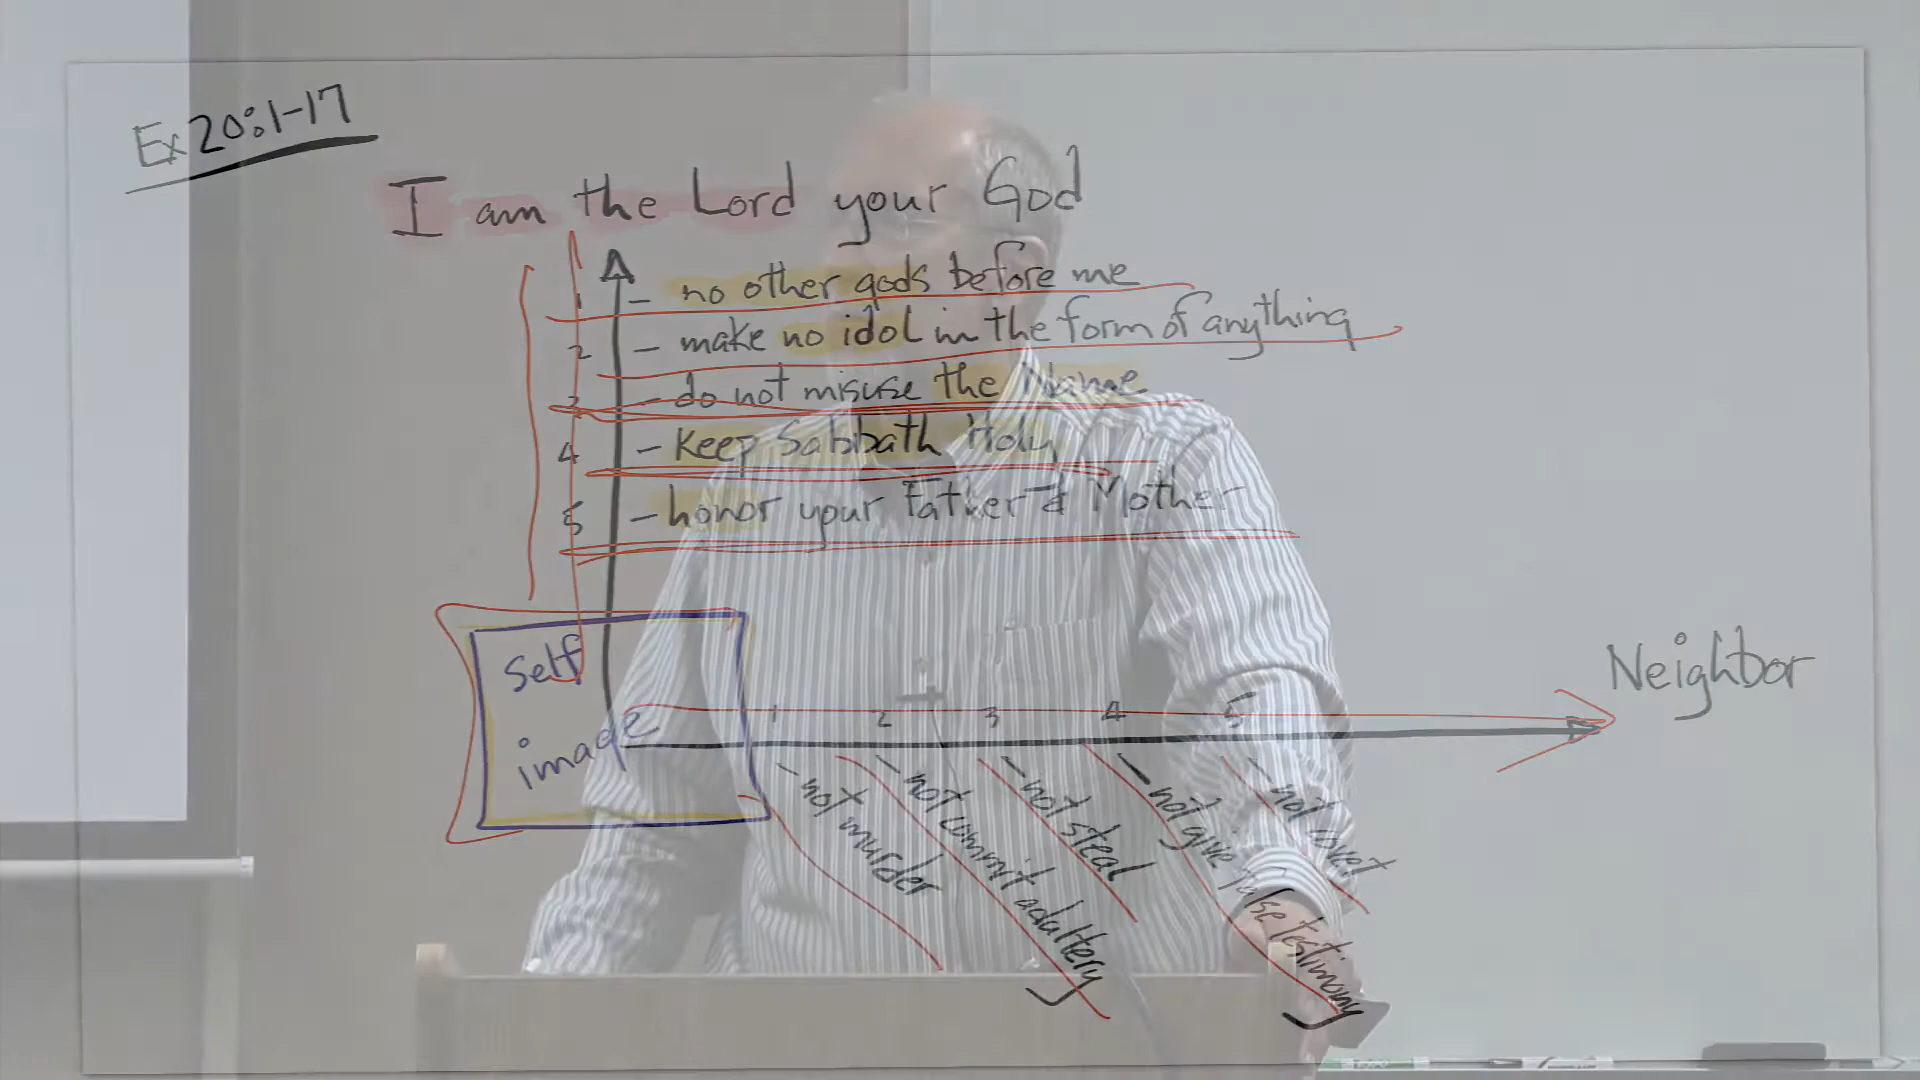 Ex 20:1-17
I am the Lord your God
1 - no other gods before me
2 - make no idol in the form of anything
3 - do not misuse the Name
4 - Keep Sabbath Holy
5 - honor your Father & Mother
Self
image
Neighbor
1 2 3 4 5
- not murder
- not commit adultery
- not steal
- not give false testimony
- not covet